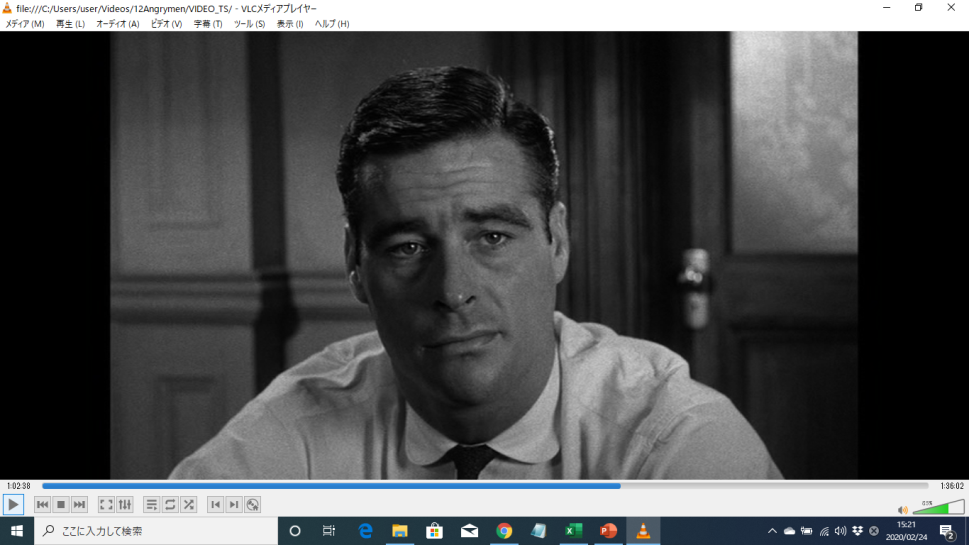 file:///C:/Users/user/Videos/12Angrymen/VIDEO_TS/ - VLCメディアプレイヤー
メディア(M) 再生(L) オーディオ(A) ビデオ(V) 字幕(T) ツール(S) 表示(I) ヘルプ(H)
1:02:38 1:36:02
83%
ここに入力して検索
15:21
2020/02/24
2